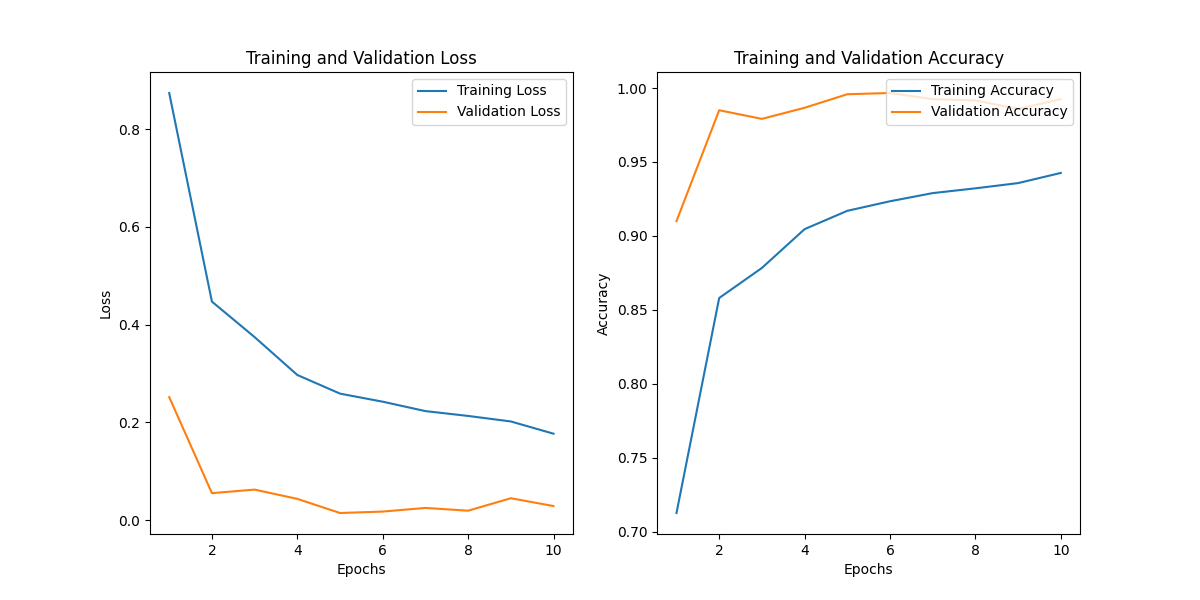 Training and Validation Loss
Training Loss
Validation Loss
0.8
0.6
0.4
0.2
0.0
Loss
2 4 6 8 10
Epochs
Training and Validation Accuracy
Training Accuracy
Validation Accuracy
1.00
0.95
0.90
0.85
0.80
0.75
0.70
Accuracy
2 4 6 8 10
Epochs